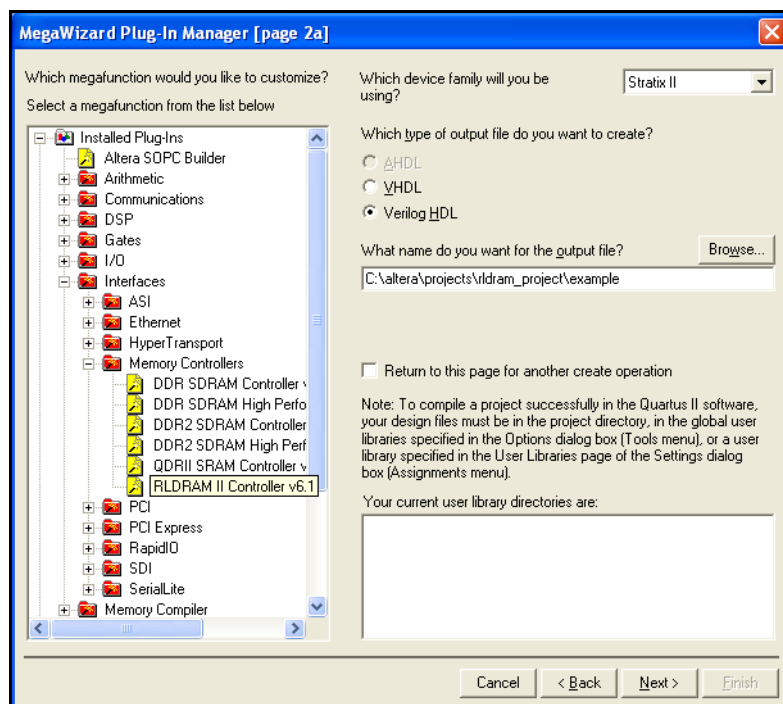 MegaWizard Plug-In Manager [page 2a]
Which megafunction would you like to customize?
Select a megafunction from the list below
Installed Plug-Ins
Altera SOPC Builder
Arithmetic
Communications
DSP
Gates
I/O
Interfaces
ASI
Ethernet
HyperTransport
Memory Controllers
DDR SDRAM Controller v
DDR SDRAM High Perfo
DDR2 SDRAM Controller
DDR2 SDRAM High Perf
QDRII SRAM Controller v
RLDRAM II Controller v6.1
PCI
PCI Express
RapidIO
SDI
SerialLite
Memory Compiler
Which device family will you be
using?
Stratix II
Which type of output file do you want to create?
AHDL
VHDL
Verilog HDL
What name do you want for the output file?
Browse...
C:\altera\projects\rldram_project\example
Return to this page for another create operation
Note: To compile a project successfully in the Quartus II software,
your design files must be in the project directory, in the global user
libraries specified in the Options dialog box (Tools menu), or a user
library specified in the User Libraries page of the Settings dialog
box (Assignments menu).
Your current user library directories are:
Cancel
< Back
Next >
Finish